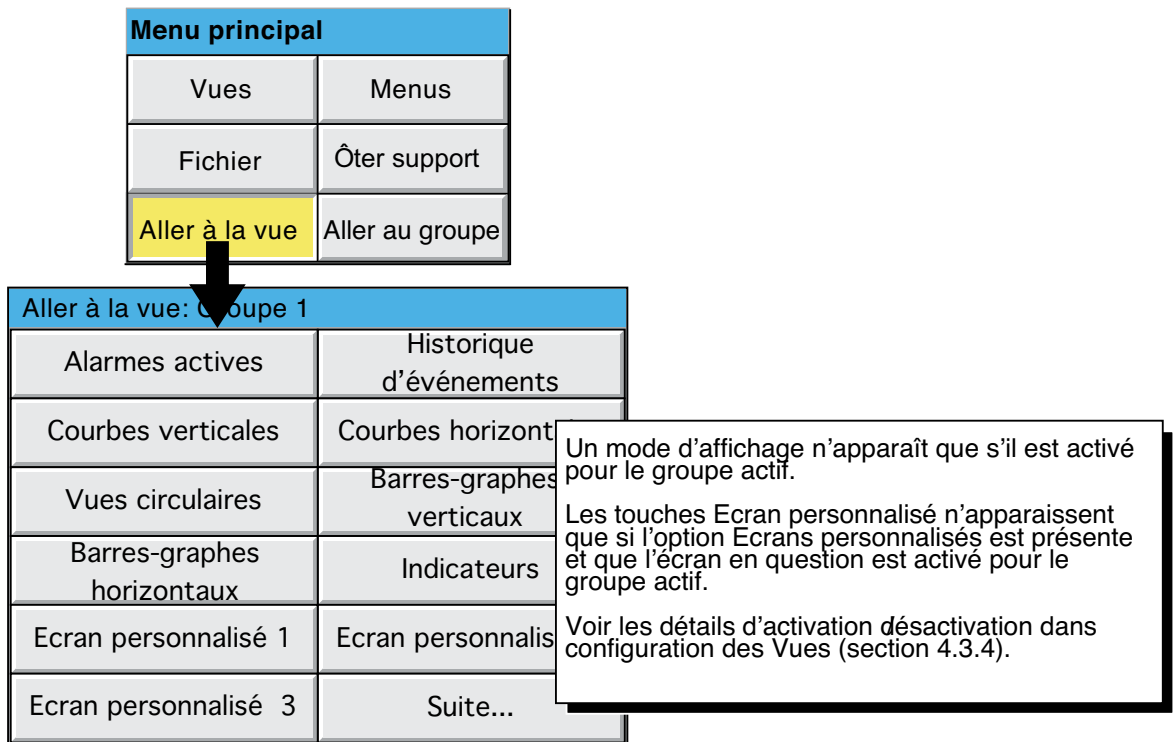 Menu principal
Vues
Menus
Fichier
Ôter support
Aller à la vue
Aller au groupe
Aller à la vue: Groupe 1
Alarmes actives
Historique
d'événements
Courbes verticales
Courbes horizont
Vues circulaires
Barres-graphes
verticaux
Barres-graphes
horizontaux
Indicateurs
Ecran personnalisé 1
Ecran personnalis
Ecran personnalisé 3
Suite...
Un mode d'affichage n'apparaît que s'il est activé
pour le groupe actif.
Les touches Ecran personnalisé n'apparaissent
que si l'option Ecrans personnalisés est présente
et que l'écran en question est activé pour le
groupe actif.
Voir les détails d'activation désactivation dans
configuration des Vues (section 4.3.4).